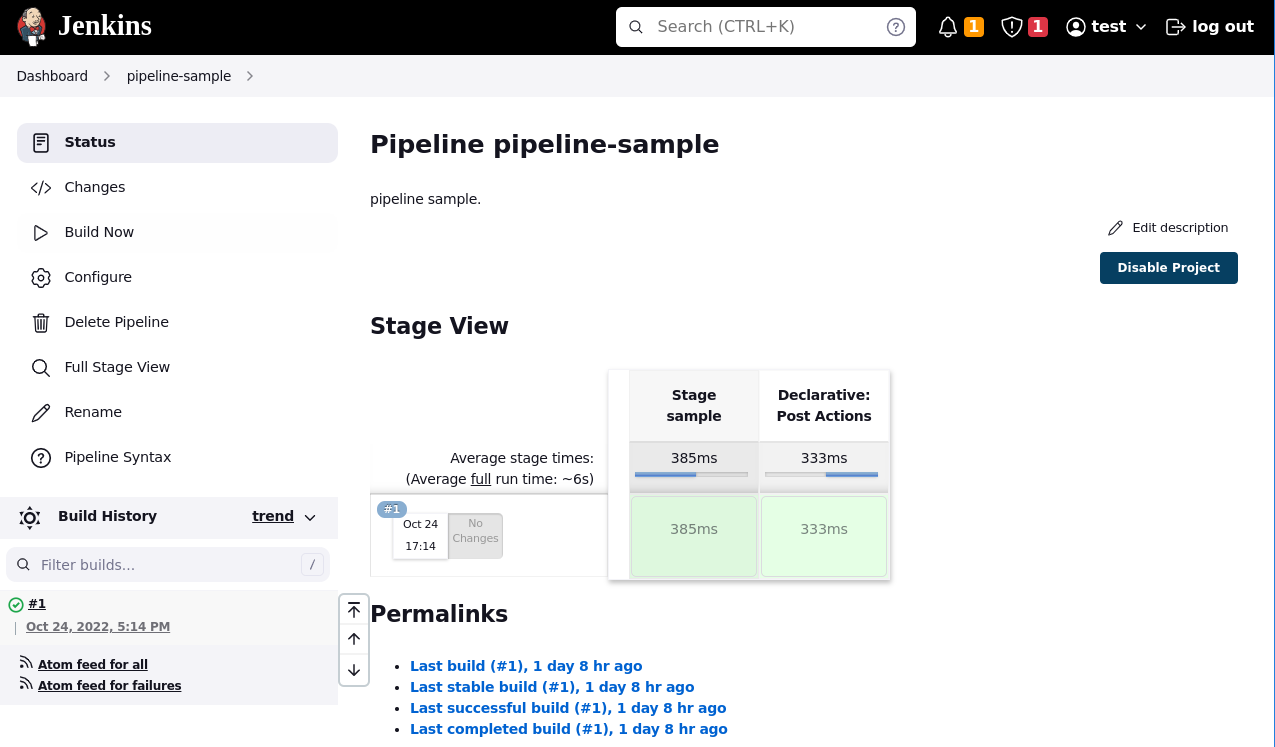 Jenkins
Search (CTRL+K)
1
1
test
log out
Dashboard
pipeline-sample
Status
Changes
Build Now
Configure
Delete Pipeline
Full Stage View
Rename
Pipeline Syntax
Build History
trend
Filter builds...
/
#1
Oct 24, 2022, 5:14 PM
Atom feed for all
Atom feed for failures
Pipeline pipeline-sample
pipeline sample.
Edit description
Disable Project
Stage View
Stage
sample
Declarative:
Post Actions
Average stage times:
(Average full run time: ~6s)
385ms
333ms
#1
Oct 24
17:14
No
Changes
385ms
333ms
Permalinks
Last build (#1), 1 day 8 hr ago
Last stable build (#1), 1 day 8 hr ago
Last successful build (#1), 1 day 8 hr ago
Last completed build (#1), 1 day 8 hr ago